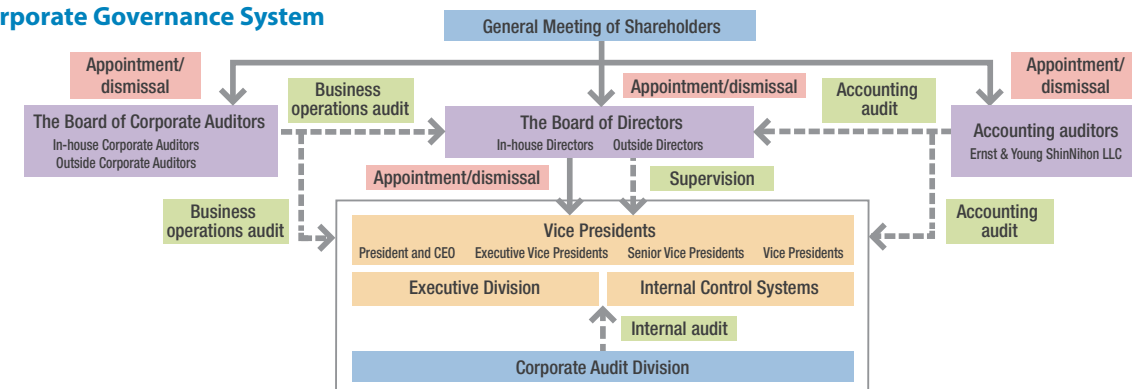 rporate Governance System
General Meeting of Shareholders
Appointment/
dismissal
Business
operations audit
Appointment/dismissal
Accounting
audit
Appointment/
dismissal
The Board of Corporate Auditors
In-house Corporate Auditors
Outside Corporate Auditors
The Board of Directors
In-house Directors Outside Directors
Accounting auditors
Ernst & Young ShinNihon LLC
Appointment/dismissal
Supervision
Business
operations audit
Accounting
audit
Vice Presidents
President and CEO Executive Vice Presidents Senior Vice Presidents Vice Presidents
Executive Division
Internal Control Systems
Internal audit
Corporate Audit Division